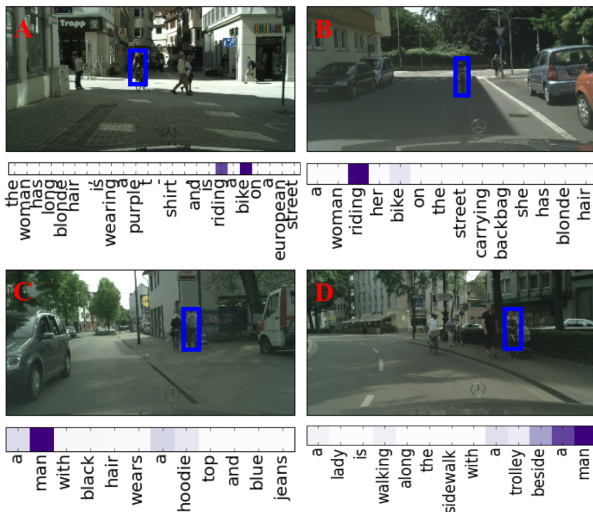 A
Tropp
the woman has long blonde hair , is wearing a purple t - shirt and is riding a bike on a european street
B
a woman riding her bike on the street carrying backbag she has blonde hair
C
a man with black hair wears a hoodie top and blue jeans
D
a lady is walking along the sidewalk with a trolley beside a man